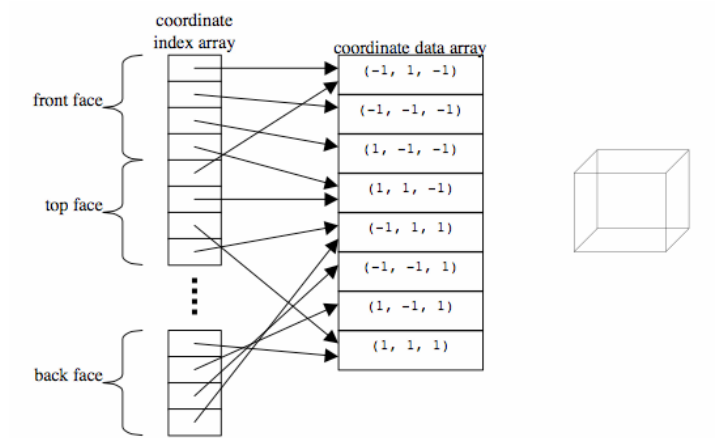 coordinate
index array
coordinate data array
front face
top face
back face
(-1, 1, -1)
(-1, -1, -1)
(1, -1, -1)
(1, 1, -1)
(-1, 1, 1)
(-1, -1, 1)
(1, -1, 1)
(1, 1, 1)